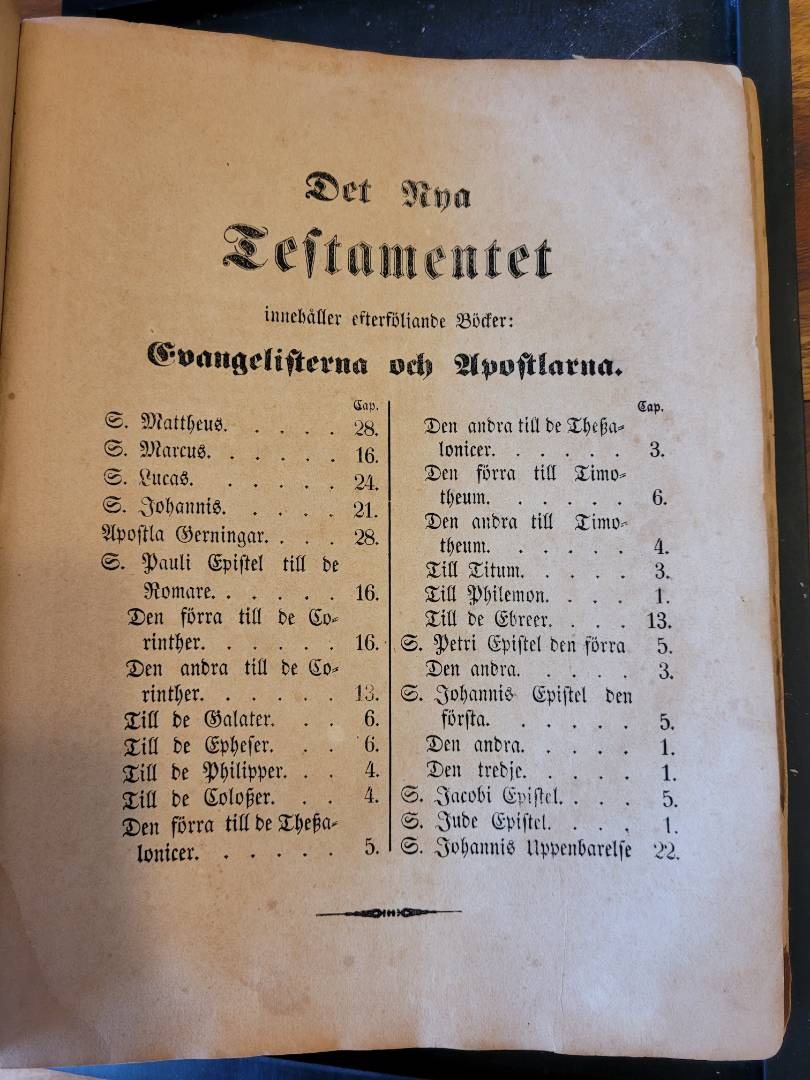 Det Nya
Testamentet
innehåller efterföljande Böcker:
Evangelisterna och Apostlarna.
Cap.
S. Mattheus. . . . . 28.
S. Marcus. . . . . . 16.
S. Lucas. . . . . . 24.
S. Johannis. . . . . 21.
Apostla Gerningar. . . . 28.
S. Pauli Epistel till de
Romare. . . . . . 16.
Den förra till de Co-
rinther. . . . . . 16.
Den andra till de Co-
rinther. . . . . . 13.
Till de Galater. . . 6.
Till de Epheser. . . 6.
Till de Philipper. . . 4.
Till de Coloßer. . . 4.
Den förra till de Theßa-
lonicer. . . . . . 5.
Cap.
Den andra till de Theßa-
lonicer. . . . . . 3.
Den förra till Timo-
theum. . . . . . 6.
Den andra till Timo-
theum. . . . . . 4.
Till Titum. . . . . 3.
Till Philemon. . . . 1.
Till de Ebreer. . . . 13.
S. Petri Epistel den förra 5.
Den andra. . . . . 3.
S. Johannis Epistel den
första. . . . . . 5.
Den andra. . . . . 1.
Den tredje. . . . . 1.
S. Jacobi Epistel. . . . 5.
S. Jude Epistel. . . . 1.
S. Johannis Uppenbarelse 22.